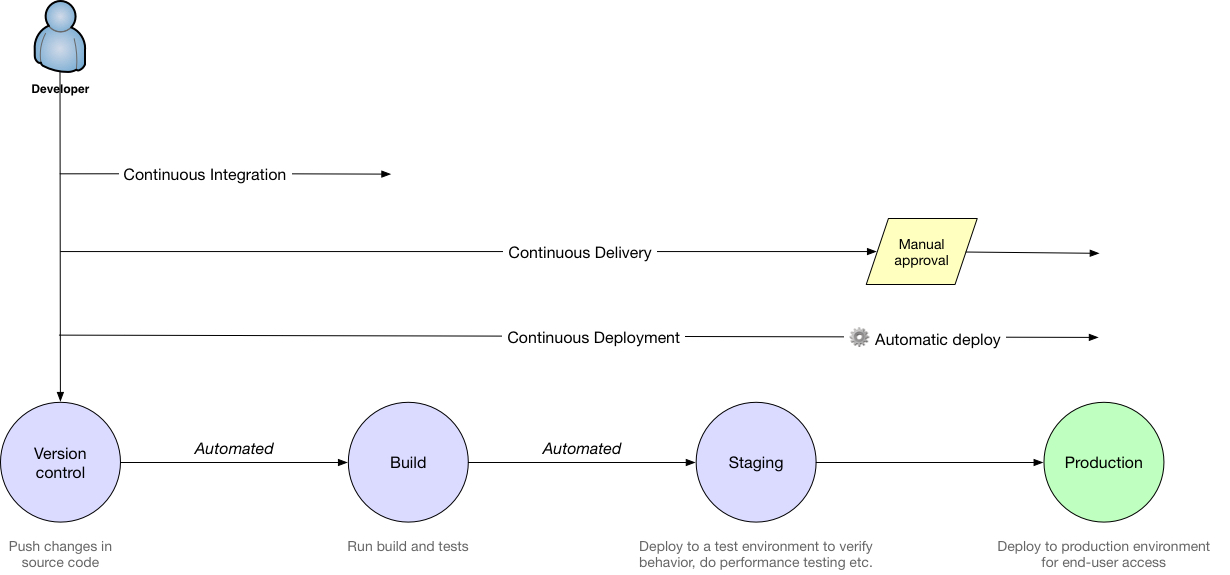 Developer
Continuous Integration
Continuous Delivery
Manual
approval
Continuous Deployment
Automatic deploy
Version
control
Automated
Build
Automated
Staging
Production
Push changes in
source code
Run build and tests
Deploy to a test environment to verify
behavior, do performance testing etc.
Deploy to production environment
for end-user access